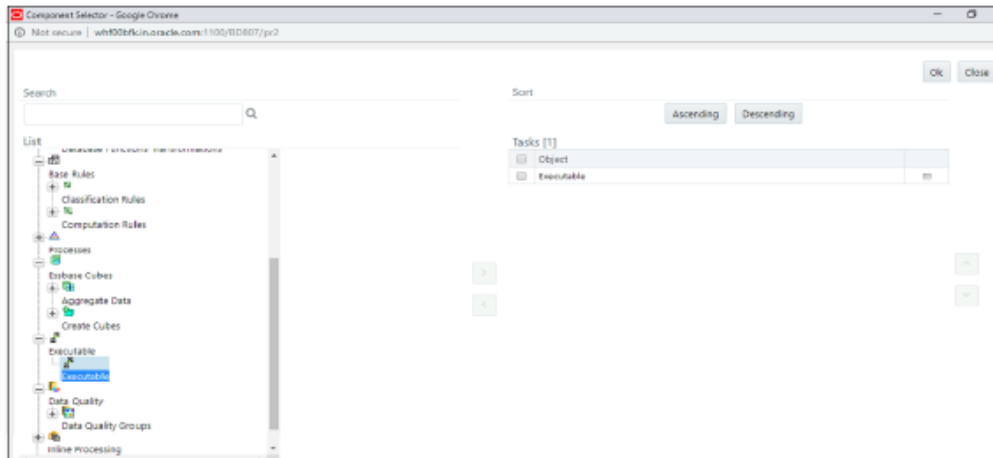 Component Selector - Google Chrome
Not secure | whf00bfk.in.oracle.com:1100/
Ok Close
Search
Sort
Ascending Descending
List
Tasks [1]
Object
Executable
Base Rules
Classification Rules
Computation Rules
Processes
Essbase Cubes
Aggregate Data
Create Cubes
Executable
Executable
Data Quality
Data Quality Groups
Inline Processing